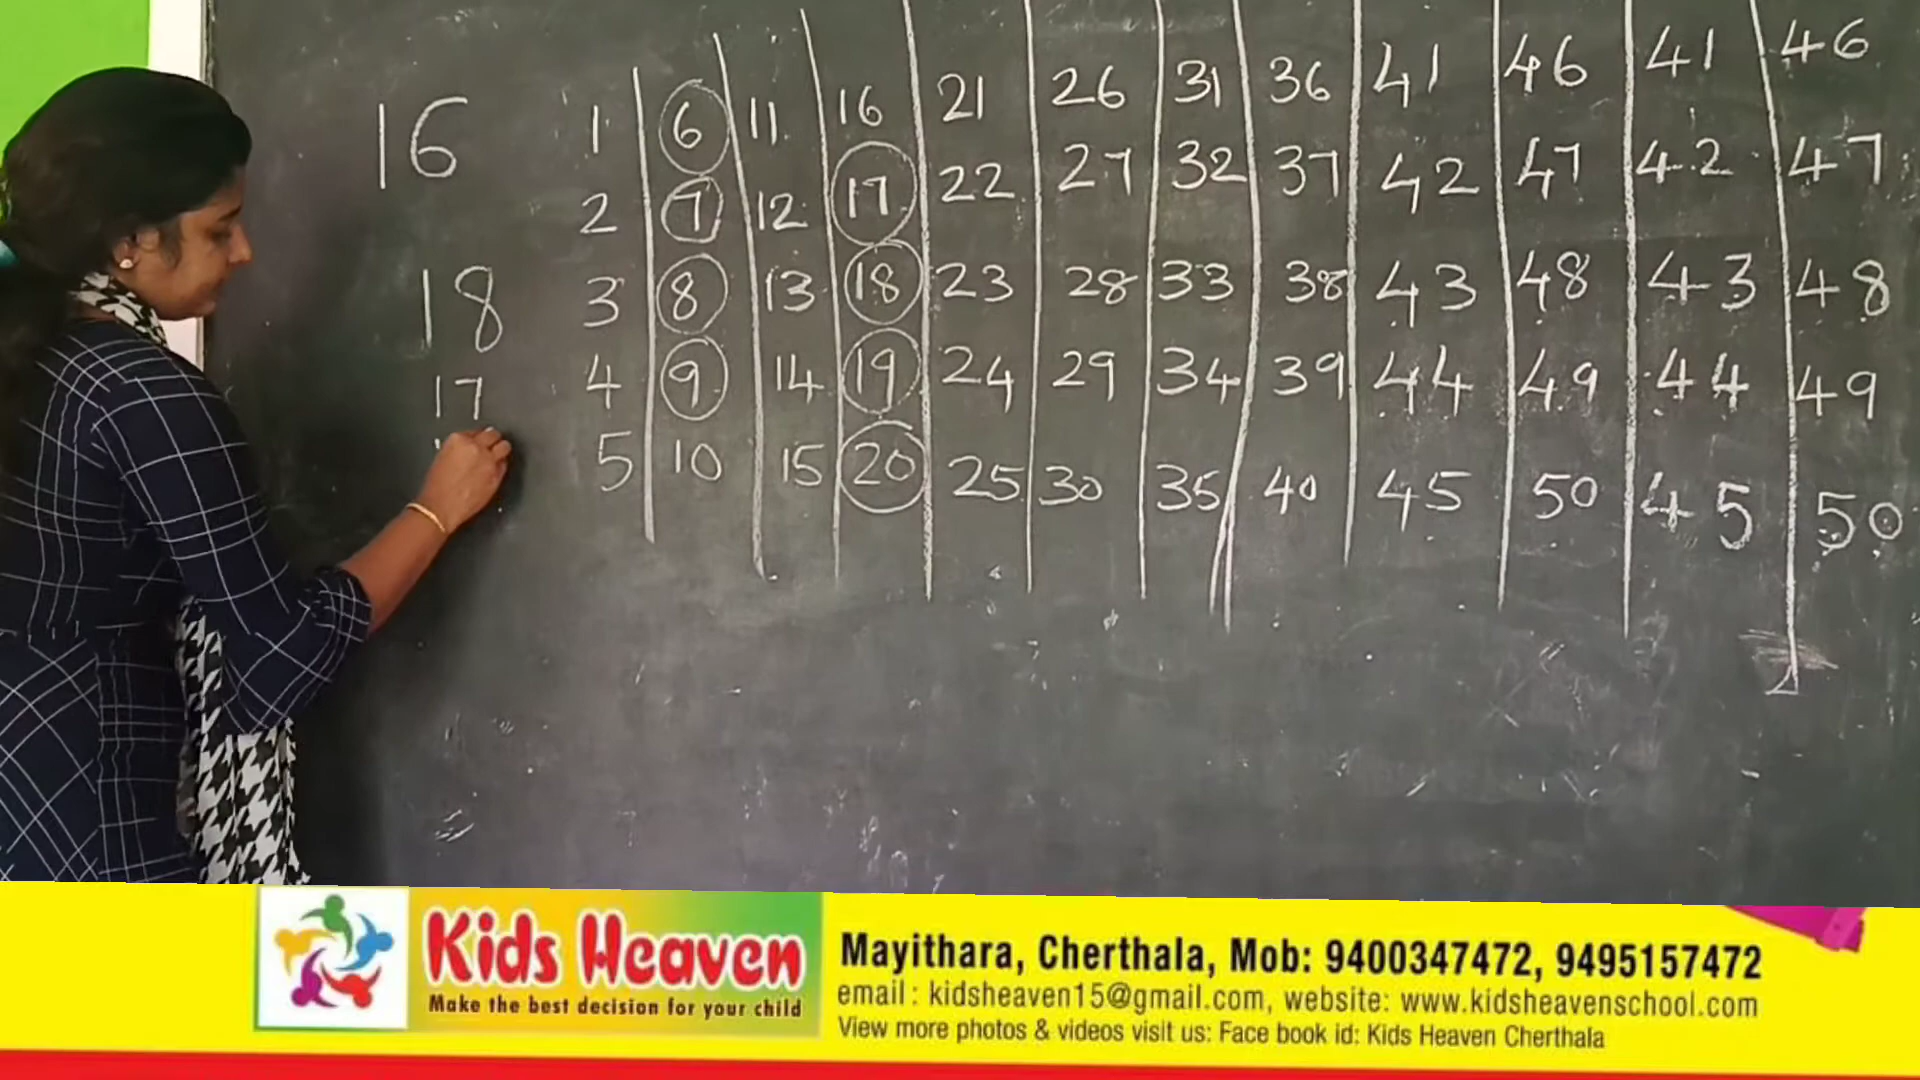 16
18
17
1 6 11 16 21 26 31 36 41 46 41 46
2 7 12 17 22 27 32 37 42 47 42 47
3 8 13 18 23 28 33 38 43 48 43 48
4 9 14 19 24 29 34 39 44 49 44 49
5 10 15 20 25 30 35 40 45 50 45 50
Kids Heaven
Make the best decision for your child
Mayithara, Cherthala, Mob: 9400347472, 9495157472
email : kidsheaven15@gmail.com, website: www.kidsheavenschool.com
View more photos & videos visit us: Face book id: Kids Heaven Cherthala